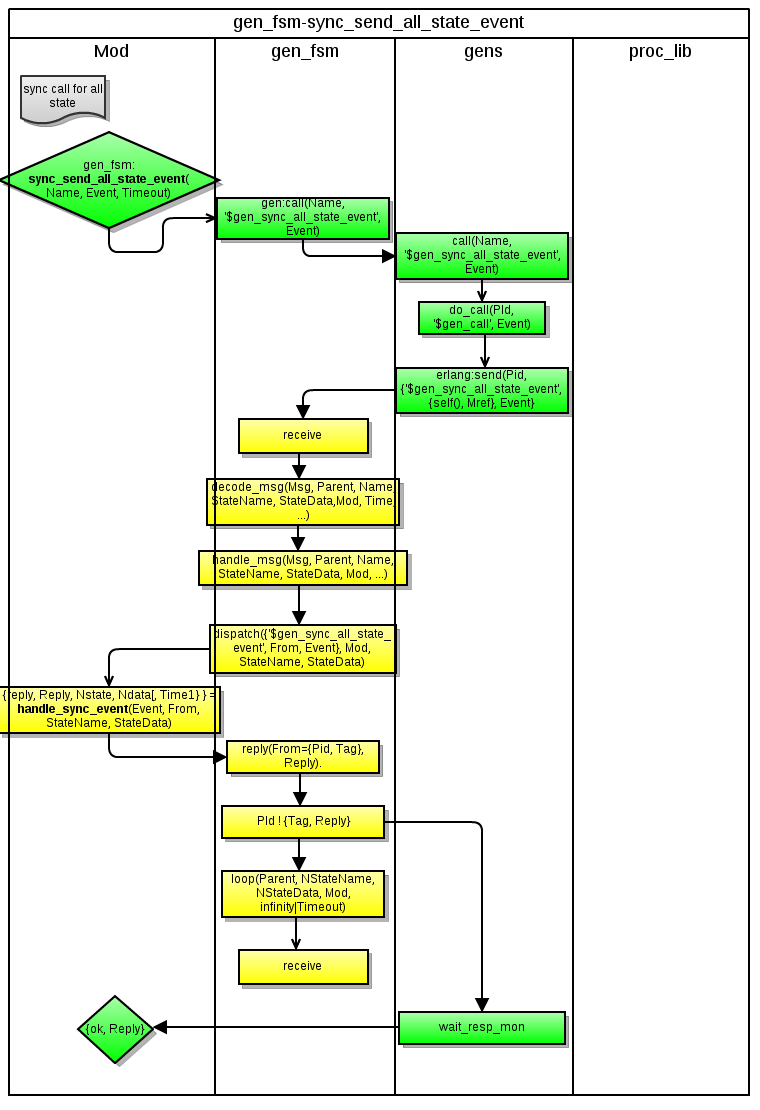 gen_fsm-sync_send_all_state_event
Mod
gen_fsm
gens
proc_lib
sync call for all
state
gen_fsm:
sync_send_all_state_event(
Name, Event, Timeout)
gen:call(Name,
'$gen_sync_all_state_event',
Event)
call(Name,
'$gen_sync_all_state_event',
Event)
do_call(PId,
'$gen_call', Event)
erlang:send(Pid,
{'$gen_sync_all_state_event',
{self(), Mref}, Event}
receive
decode_msg(Msg, Parent, Name,
StateName, StateData,Mod, Time,
...)
handle_msg(Msg, Parent, Name,
StateName, StateData, Mod, ...)
dispatch({'$gen_sync_all_state_
event', From, Event}, Mod,
StateName, StateData)
{reply, Reply, Nstate, Ndata[, Time1} } =
handle_sync_event(Event, From,
StateName, StateData)
reply(From={Pid, Tag},
Reply).
PId ! {Tag, Reply}
loop(Parent, NStateName,
NStateData, Mod,
infinity|Timeout)
receive
wait_resp_mon
{ok, Reply}